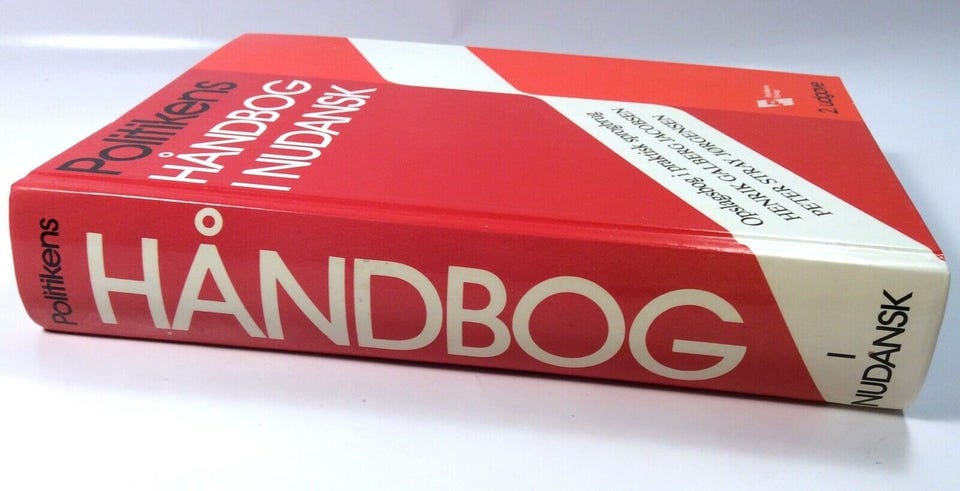 Politikens
HÅNDBOG
I NUDANSK
Opslagsbog i praktisk sprogbrug
HENRIK GALBERG JACOBSEN
PETER STRAY JØRGENSEN
2. udgave
Politikens
HÅNDBOG
I
NUDANSK